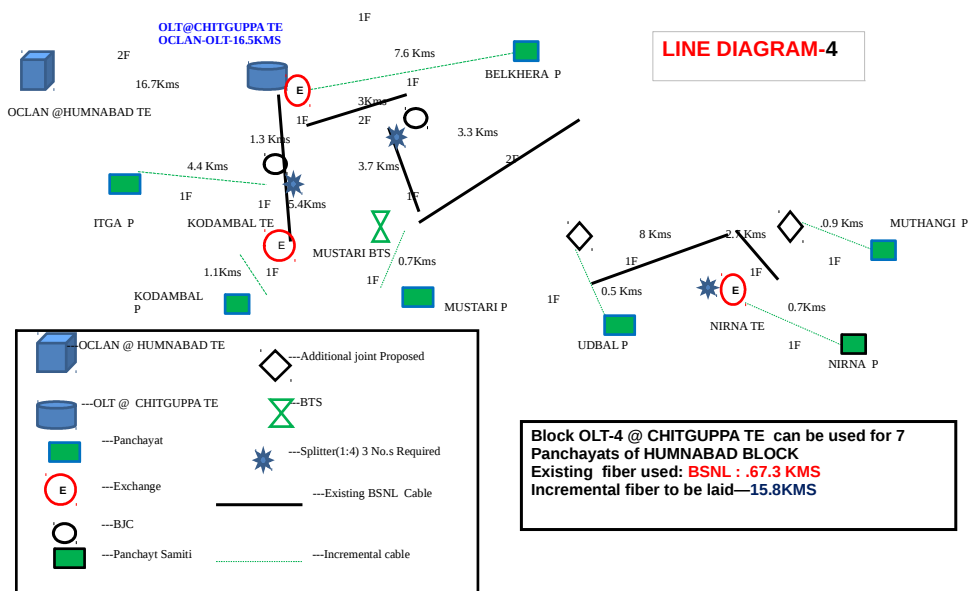 OLT@CHITGUPPA TE
OCLAN-OLT-16.5KMS
1F
LINE DIAGRAM-4
2F
16.7Kms
OCLAN @HUMNABAD TE
E
7.6 Kms
1F
BELKHERA P
3Kms
1F
2F
1.3 Kms
3.3 Kms
2F
4.4 Kms
3.7 Kms
1F
1F
5.4Kms
1F
ITGA P
KODAMBAL TE
E
MUSTARI BTS
1.1Kms
1F
0.7Kms
1F
KODAMBAL
P
MUSTARI P
8 Kms
1F
2.7Kms
1F
0.9 Kms
1F
MUTHANGI P
1F
0.5 Kms
E
0.7Kms
1F
UDBAL P
NIRNA TE
NIRNA P
---OCLAN @ HUMNABAD TE
---Additional joint Proposed
---OLT @ CHITGUPPA TE
---BTS
---Panchayat
---Splitter(1:4) 3 No.s Required
E
---Exchange
---Existing BSNL Cable
---BJC
---Panchayt Samiti
---Incremental cable
Block OLT-4 @ CHITGUPPA TE can be used for 7
Panchayats of HUMNABAD BLOCK
Existing fiber used: BSNL : .67.3 KMS
Incremental fiber to be laid—15.8KMS